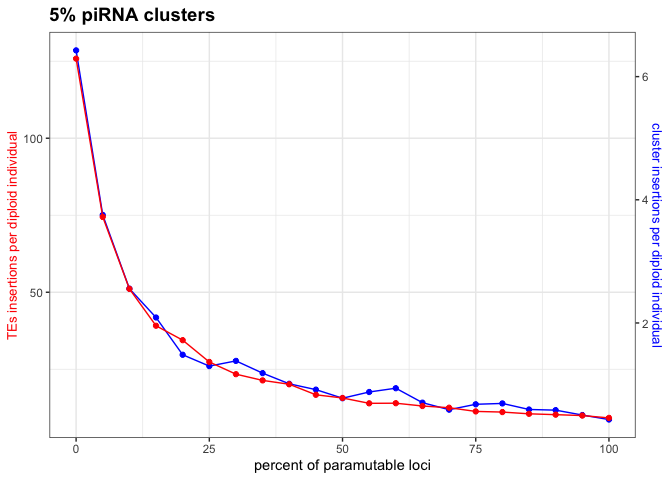 5% piRNA clusters
TEs insertions per diploid individual
100
50
6
4
2
cluster insertions per diploid individual
0
25
50
75
100
percent of paramutable loci